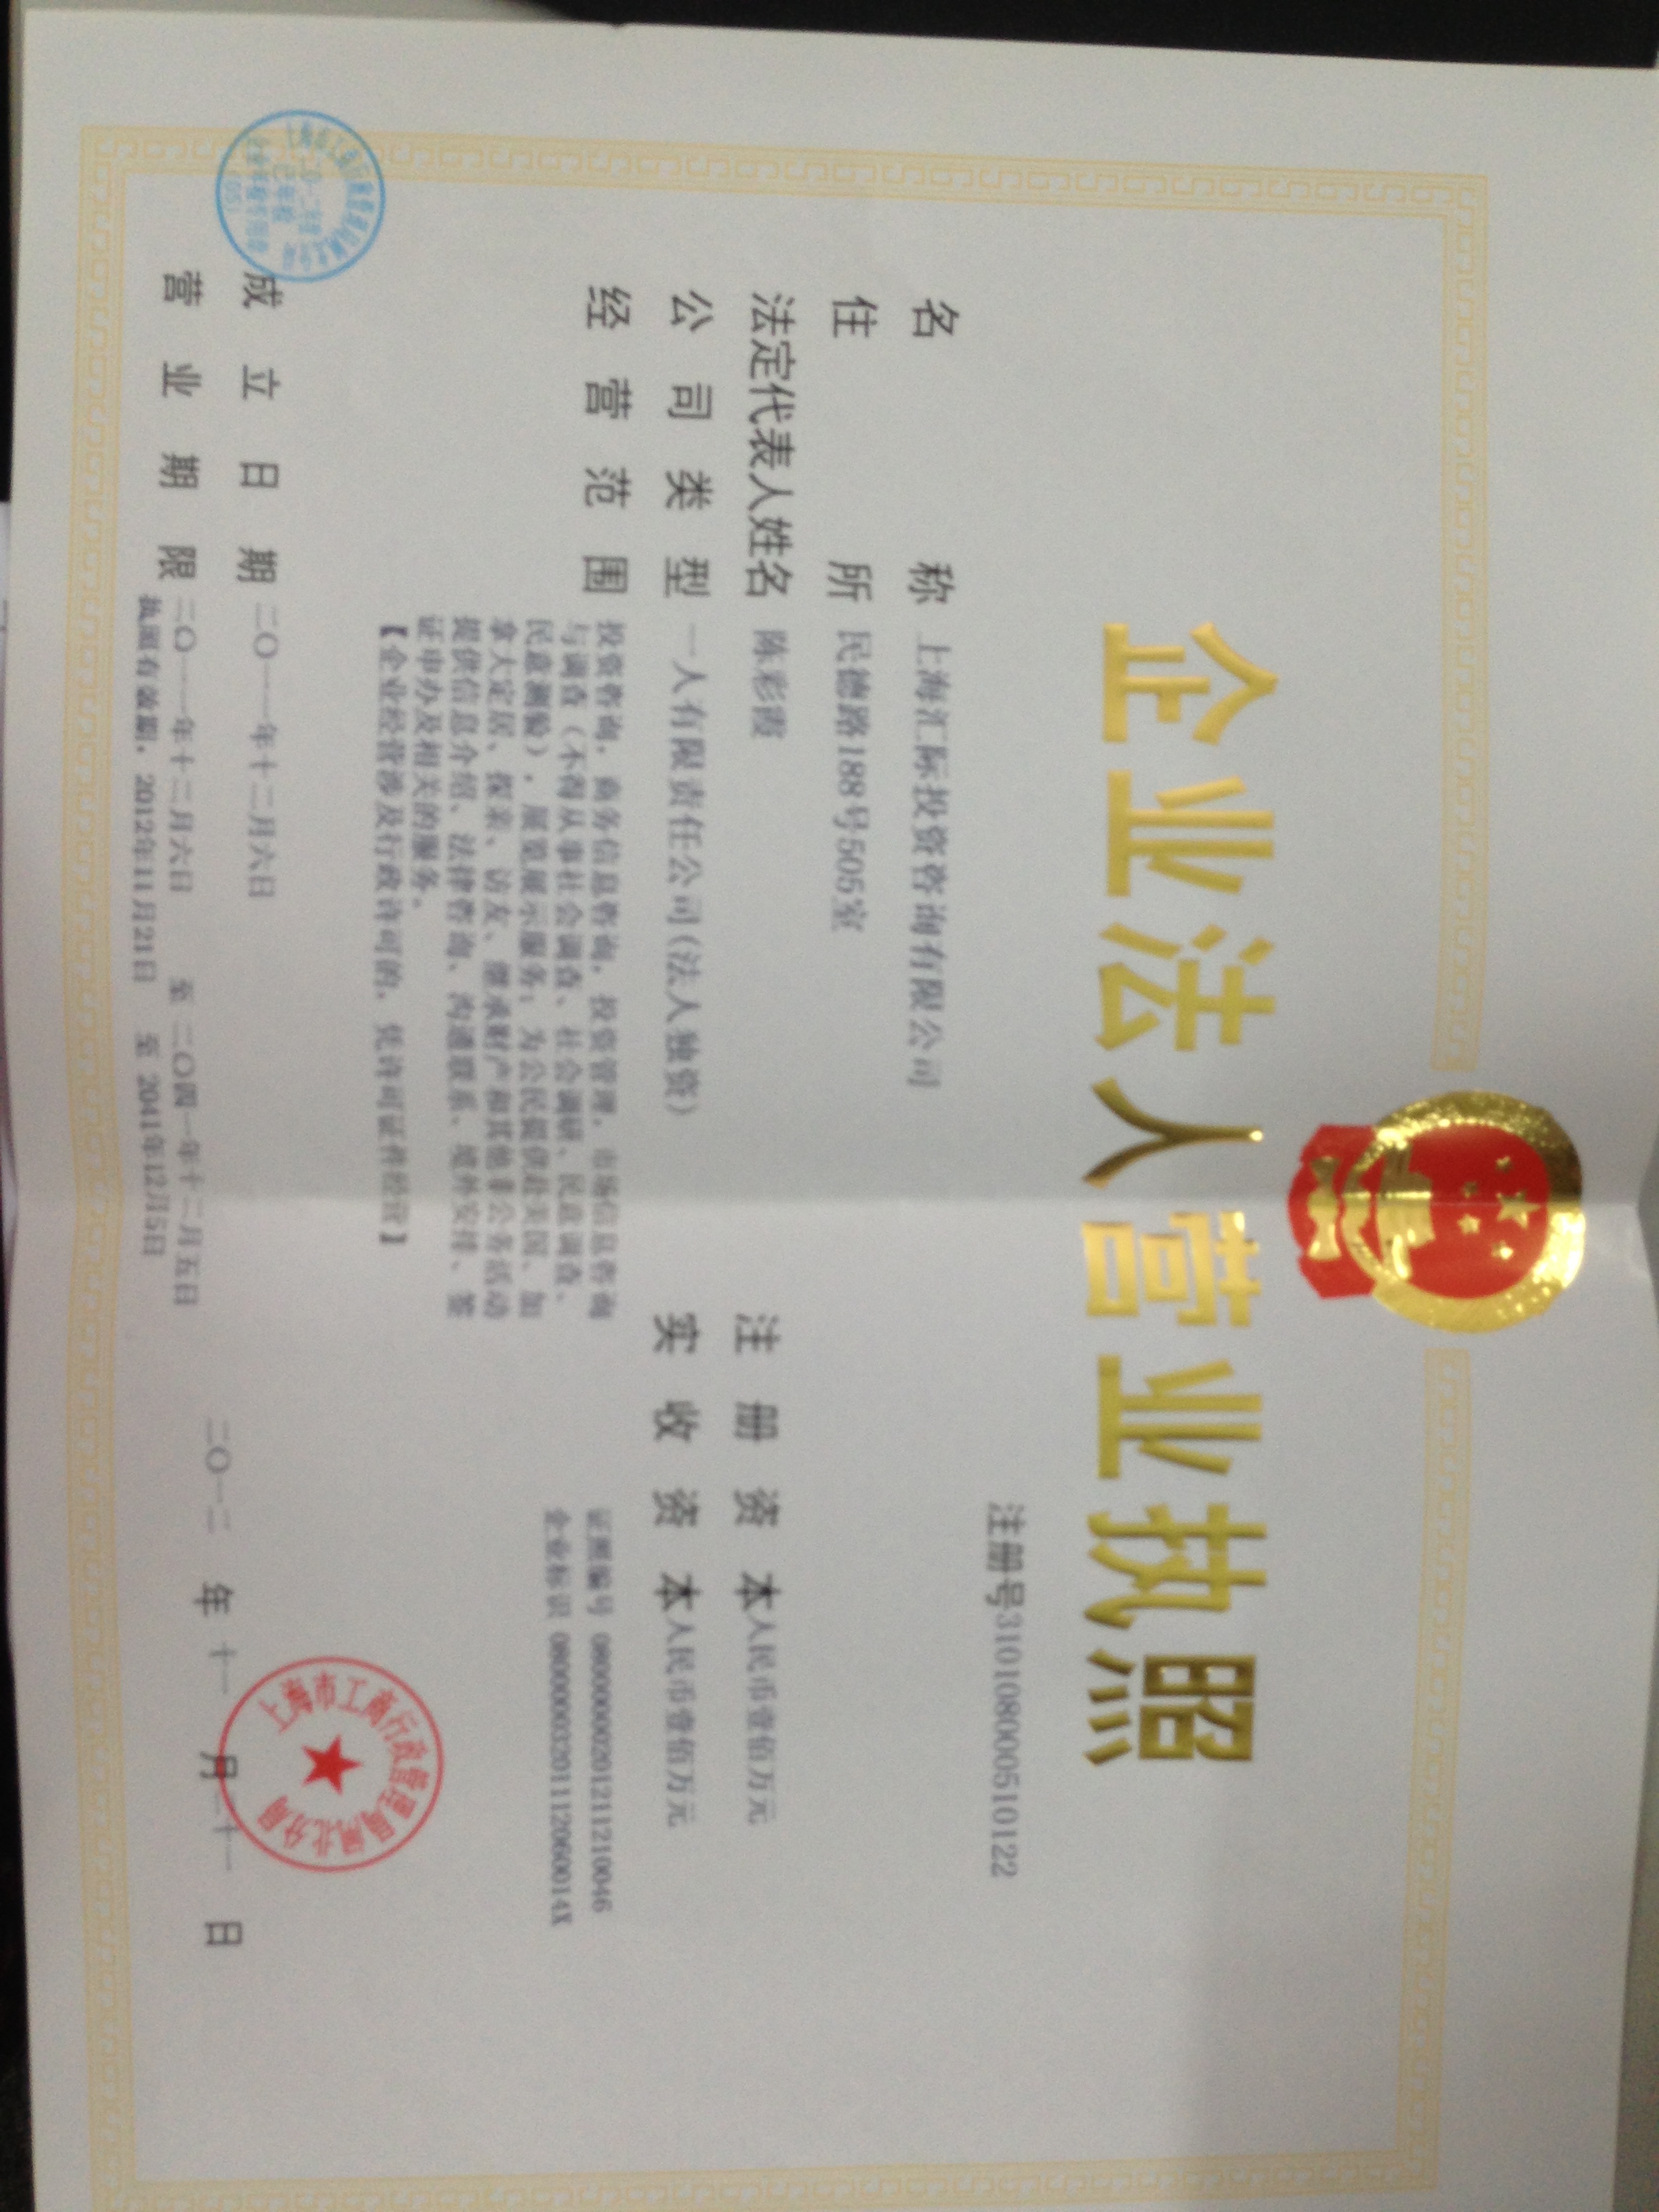 企业法人营业执照
注册号310108000510122
名称 上海汇际投资咨询有限公司
住所 民德路188号505室
法定代表人姓名 陈彩霞
注册资本 人民币壹佰万元
公司类型 一人有限责任公司(法人独资)
实收资本 人民币壹佰万元
经营范围 投资咨询,商务信息咨询,投资管理,市场信息咨询
与调查(不得从事社会调查、社会调研、民意调查、
民意测验),展览展示服务;为公民提供赴美国、加
拿大定居、探亲、访友、继承财产和其他非公务活动
提供信息介绍、法律咨询、沟通联系、境外安排、签
证申办及相关的服务。
【企业经营涉及行政许可的,凭许可证件经营】
证照编号 08000000201211210046
企业标识 08000003201112060014X
成立日期 二〇一一年十二月六日
营业期限 二〇一一年十二月六日 至 二〇四一年十二月五日
执照有效期:2012年11月21日 至 2041年12月5日
上海市工商行政管理局闸北分局
二〇一二年十一月二十一日
已年检
(05)